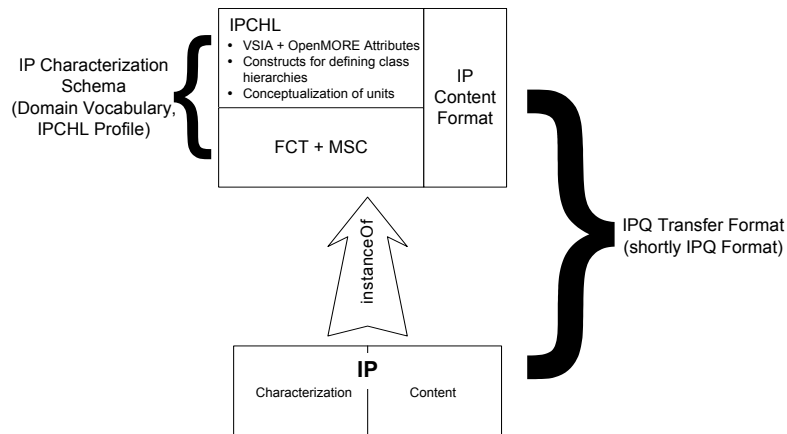 IP Characterization
Schema
(Domain Vocabulary,
IPCHL Profile)
IPCHL
• VSIA + OpenMORE Attributes
• Constructs for defining class
hierarchies
• Conceptualization of units
FCT + MSC
IP
Content
Format
IPQ Transfer Format
(shortly IPQ Format)
instanceOf
IP
Characterization
Content